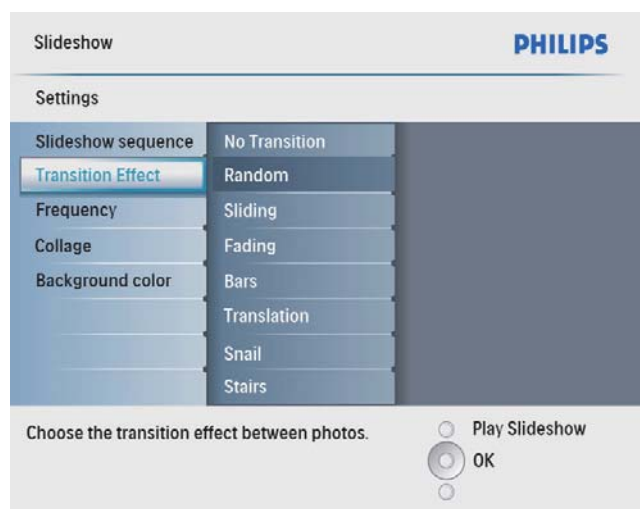 Slideshow
PHILIPS
Settings
Slideshow sequence
Transition Effect
Frequency
Collage
Background color
No Transition
Random
Sliding
Fading
Bars
Translation
Snail
Stairs
Choose the transition effect between photos.
Play Slideshow
OK